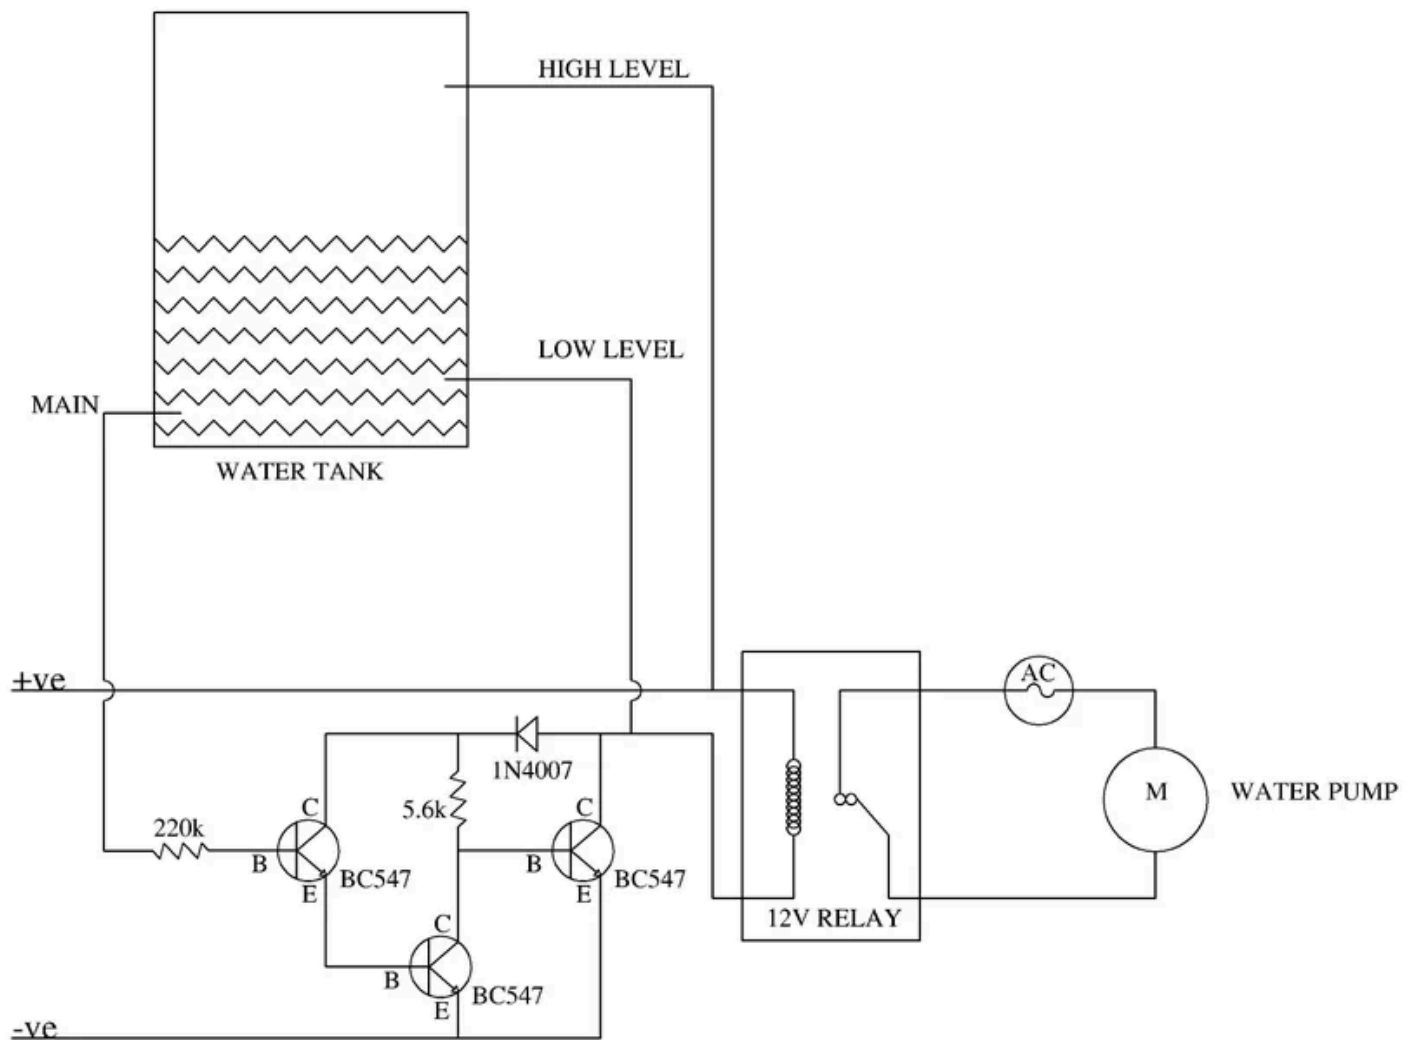 HIGH LEVEL
LOW LEVEL
MAIN
WATER TANK
+ve
AC
1N4007
M
WATER PUMP
C
5.6k
C
220k
B
BC547
B
BC547
E
E
12V RELAY
C
B
BC547
E
-ve